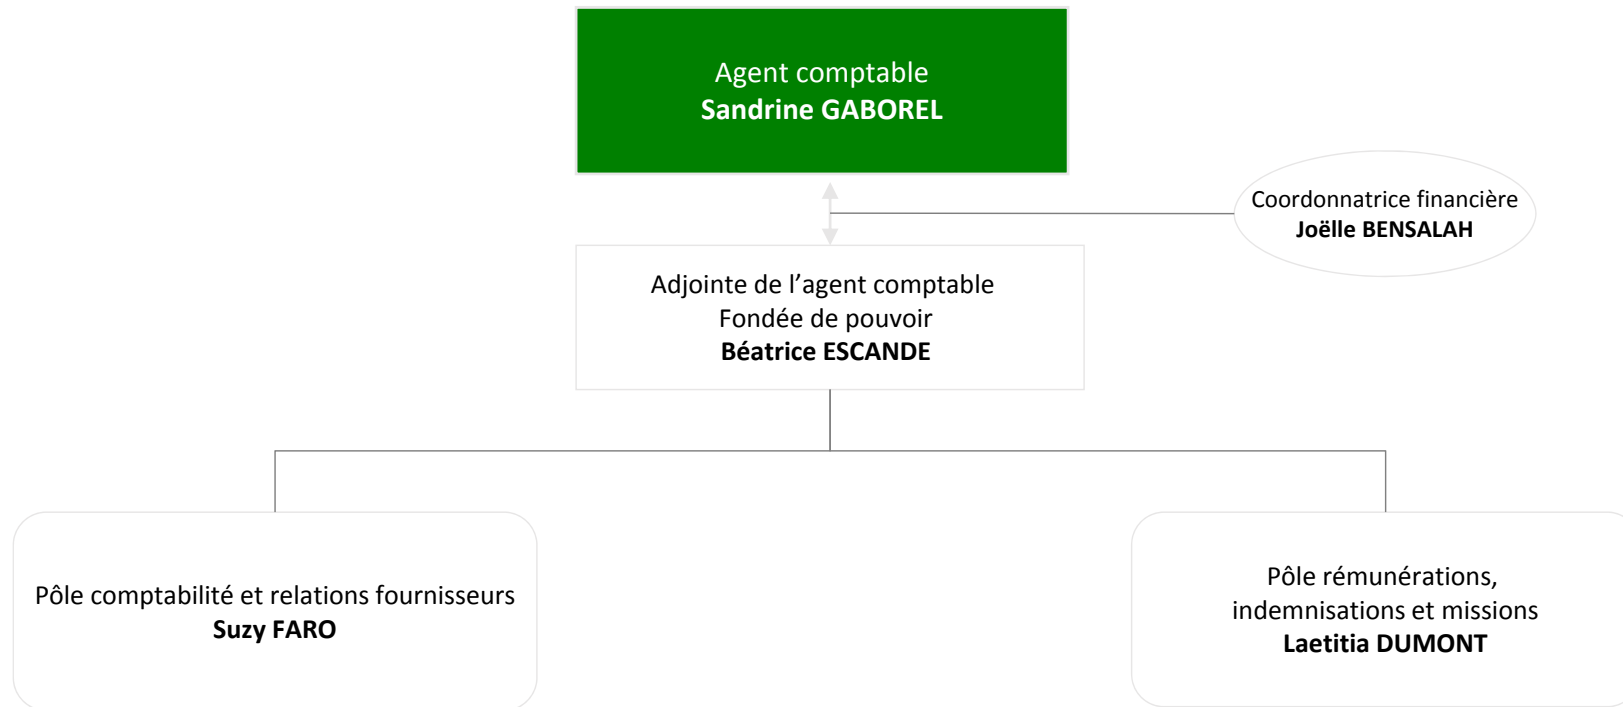 Agent comptable
Sandrine GABOREL
Coordonnatrice financière
Joëlle BENSALAH
Adjointe de l’agent comptable
Fondée de pouvoir
Béatrice ESCANDE
Pôle comptabilité et relations fournisseurs
Suzy FARO
Pôle rémunérations,
indemnisations et missions
Laetitia DUMONT